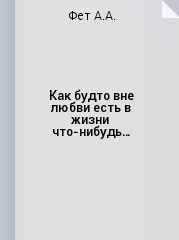 Фет А.А.
Как будто вне
любви есть в
жизни
что-нибудь...